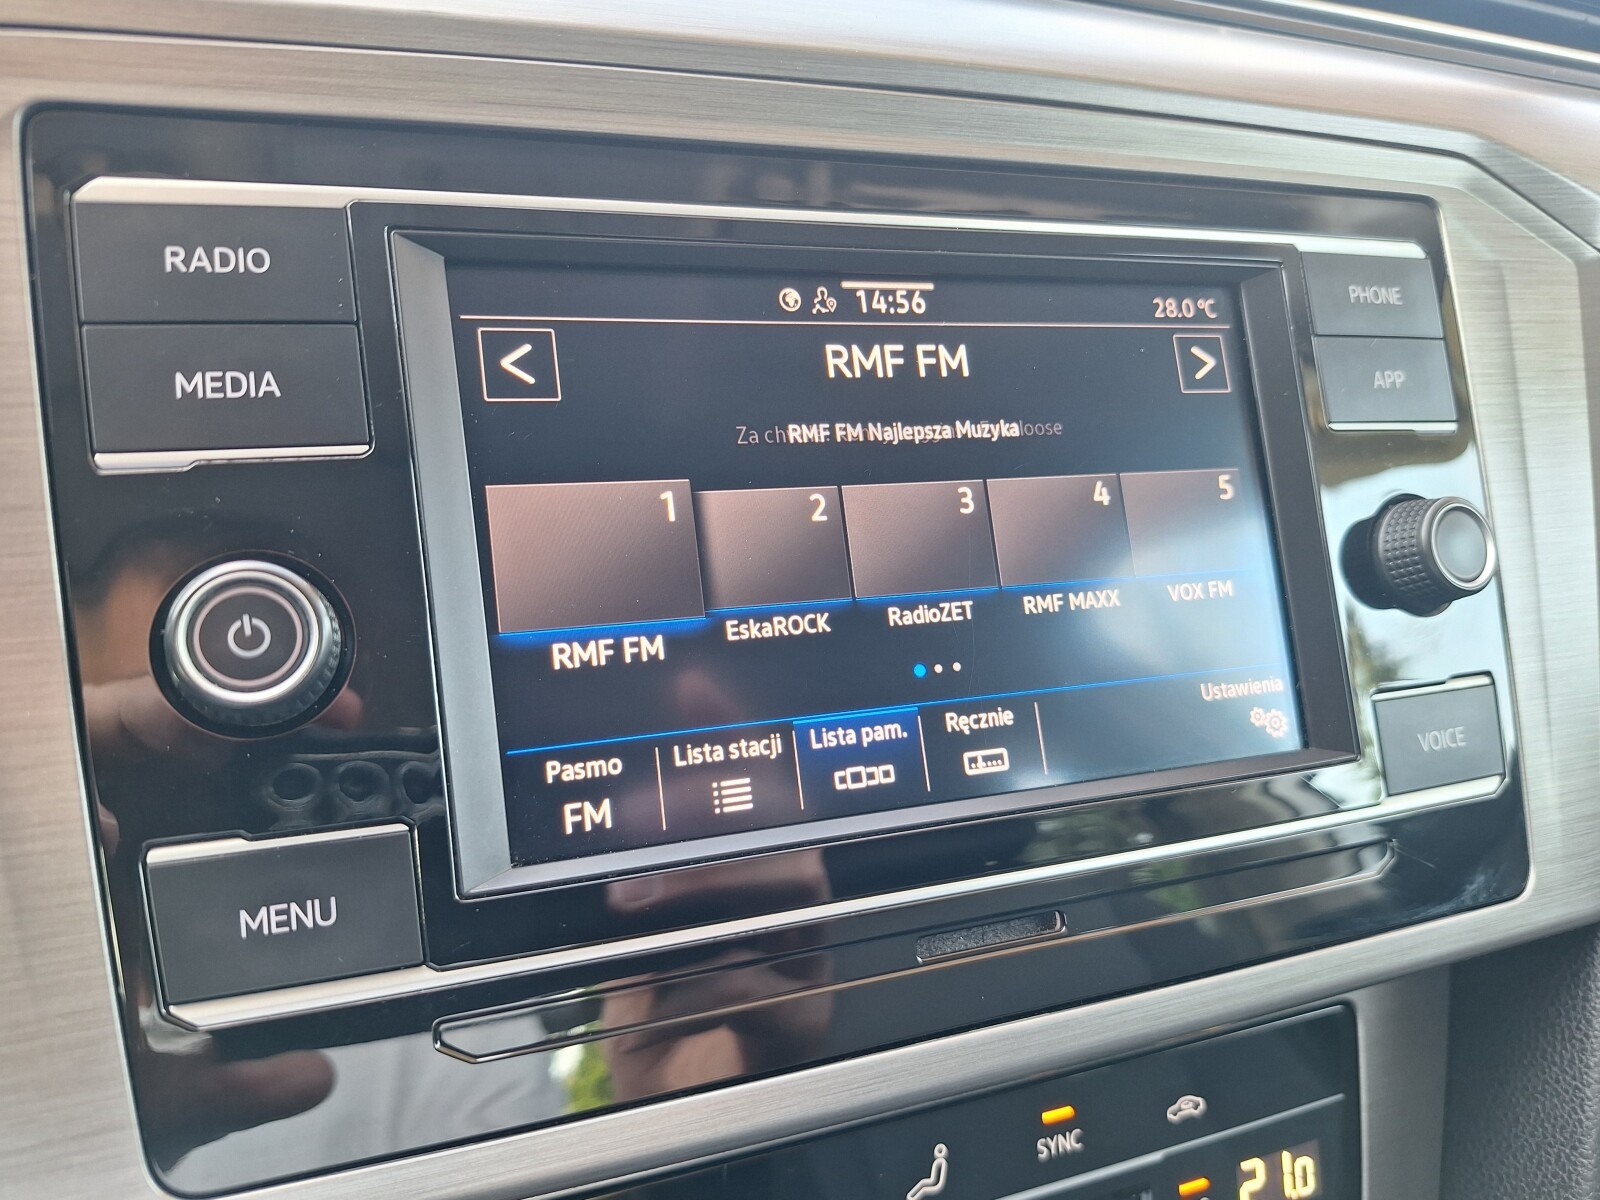 RADIO
MEDIA
MENU
PHONE
APP
VOICE
14:56
28.0°C
<
RMF FM
>
RMF FM Najlepsza Muzyka
1
2
3
4
5
RMF FM
EskaROCK
RadioZET
RMF MAXX
VOX FM
Ustawienia
Pasmo
FM
Lista stacji
Lista pam.
Ręcznie
SYNC
21.0